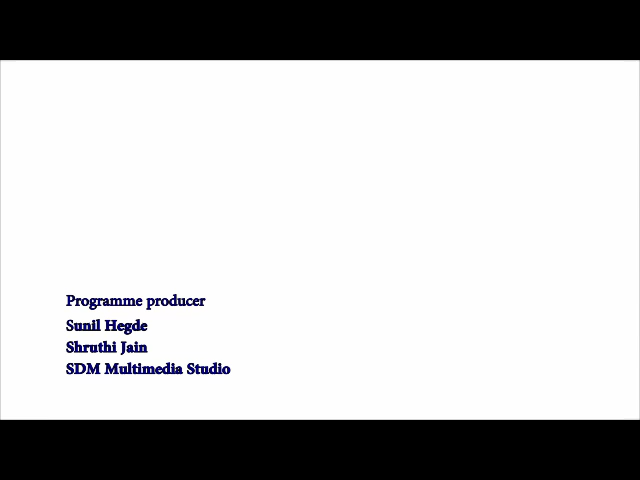 Programme producer
Sunil Hegde
Shruthi Jain
SDM Multimedia Studio